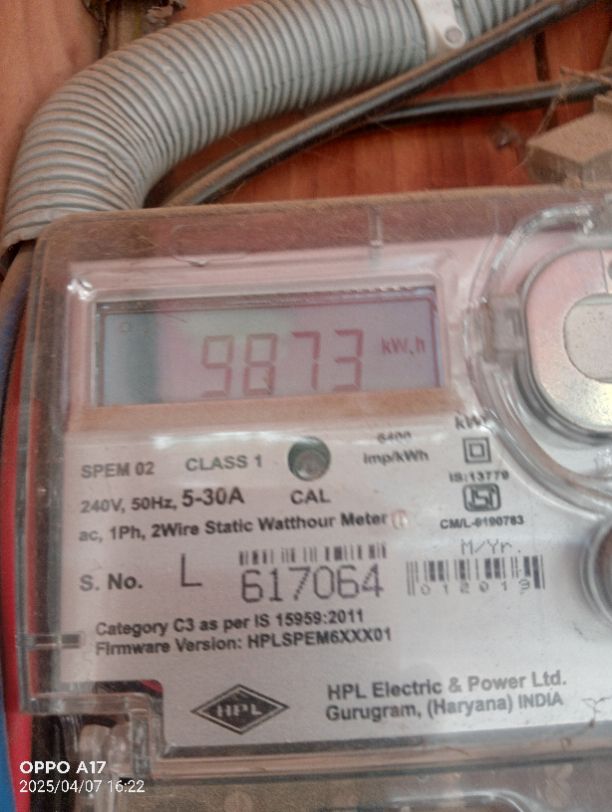 9873 kW.h
6400
imp/kWh
kW
SPEM 02 CLASS 1
IS:13779
240V, 50Hz, 5-30A CAL
CM/L-0190783
ac, 1Ph, 2Wire Static Watthour Meter
M/Yr.
S. No. L 617064
012019
Category C3 as per IS 15959:2011
Firmware Version: HPLSPEM6XXX01
HPL
HPL Electric & Power Ltd.
Gurugram, (Haryana) INDIA
OPPO A17
2025/04/07 16:22